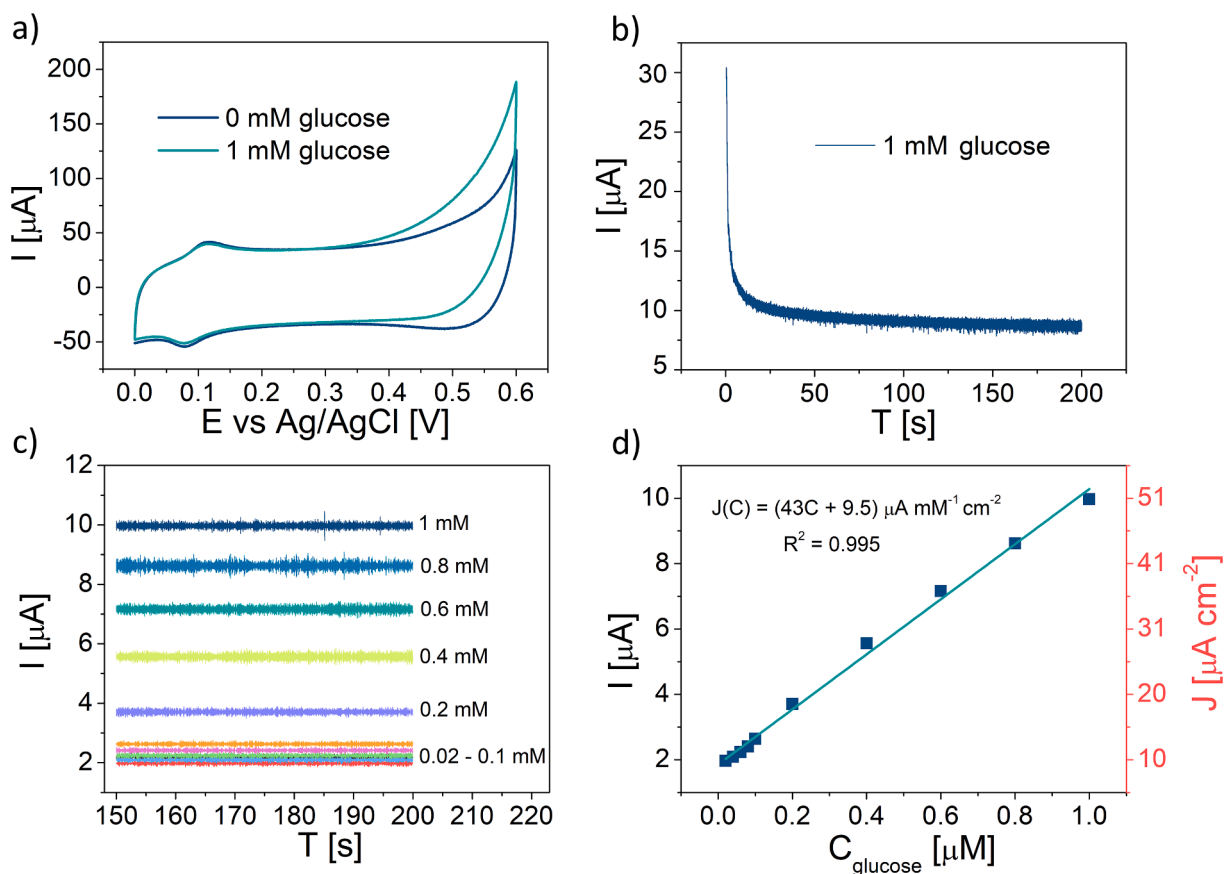 a)
200
150
100
50
0
-50
I [μA]
0 mM glucose
1 mM glucose
0.0 0.1 0.2 0.3 0.4 0.5 0.6
E vs Ag/AgCl [V]
b)
30
25
20
15
10
5
I [μA]
1 mM glucose
0 50 100 150 200
T [s]
c)
12
10
8
6
4
2
I [μA]
1 mM
0.8 mM
0.6 mM
0.4 mM
0.2 mM
0.02 - 0.1 mM
150 160 170 180 190 200 210 220
T [s]
d)
10
8
6
4
2
I [μA]
J(C) = (43C + 9.5) μA mM⁻¹ cm⁻²
R² = 0.995
51
41
31
20
10
J [μA cm⁻²]
0.0 0.2 0.4 0.6 0.8 1.0
C_glucose [μM]